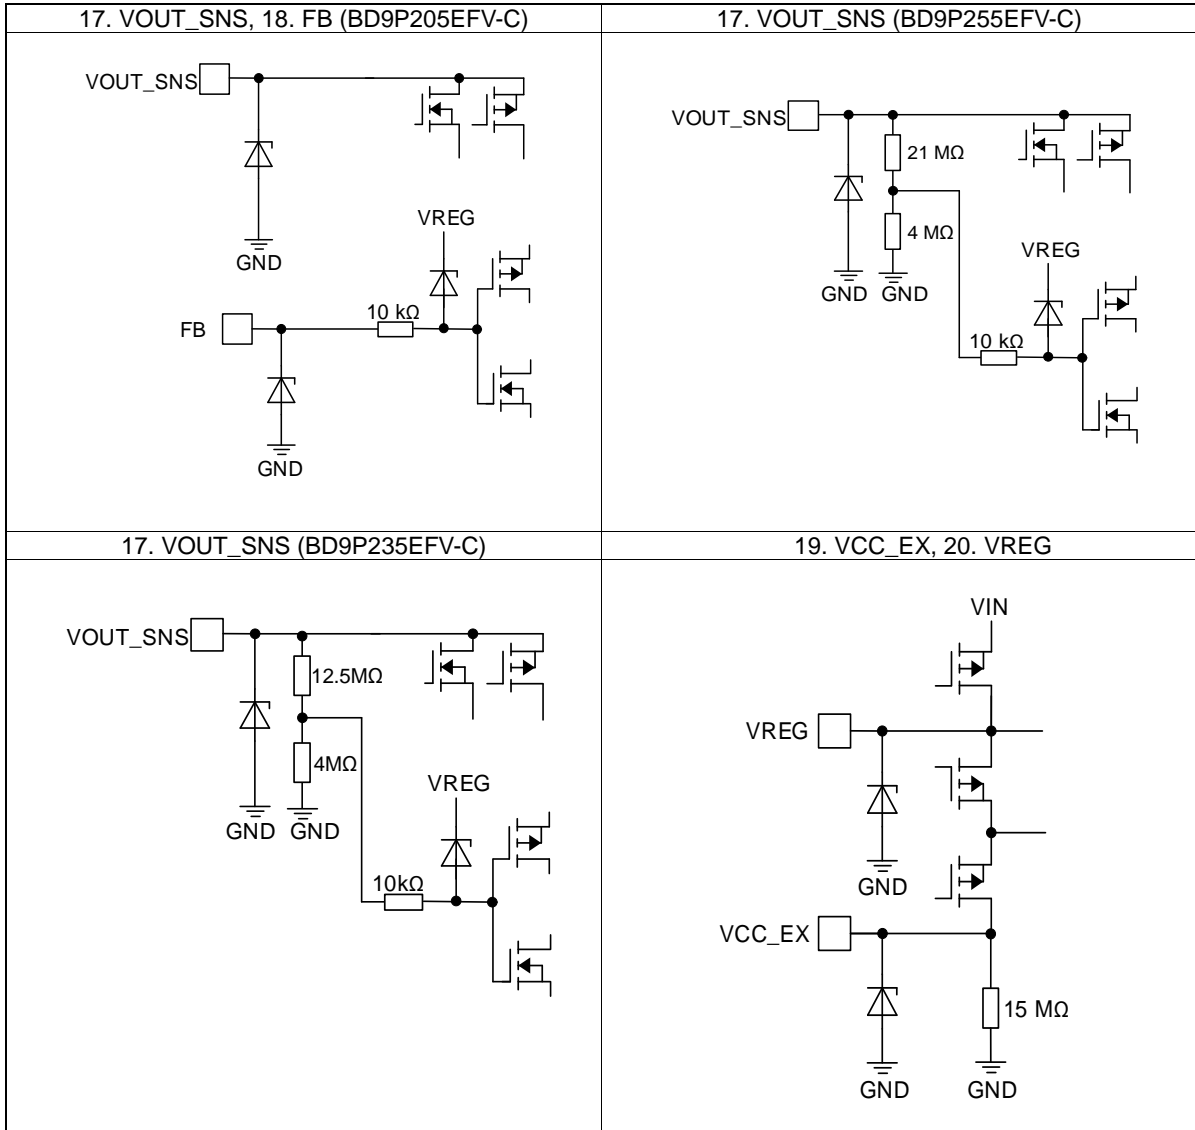 17. VOUT_SNS, 18. FB (BD9P205EFV-C)
VOUT_SNS
GND
VREG
10 kΩ
FB
GND
17. VOUT_SNS (BD9P255EFV-C)
VOUT_SNS
21 MΩ
4 MΩ
GND
GND
VREG
10 kΩ
17. VOUT_SNS (BD9P235EFV-C)
VOUT_SNS
12.5MΩ
4MΩ
GND
GND
VREG
10kΩ
19. VCC_EX, 20. VREG
VIN
VREG
GND
VCC_EX
15 MΩ
GND
GND